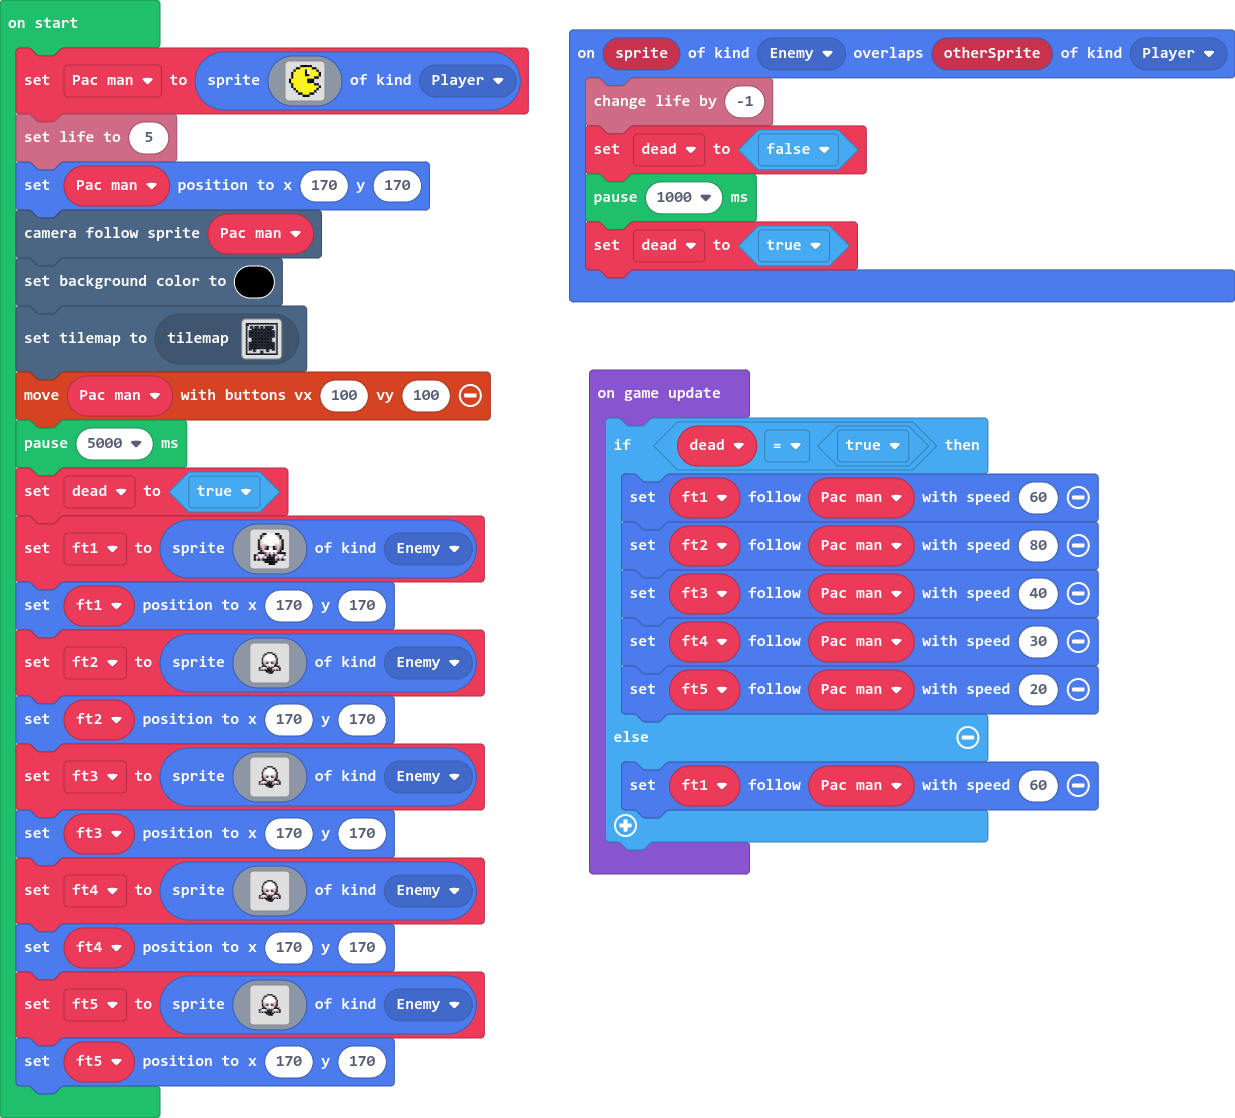 on start
set Pac man to sprite of kind Player
set life to 5
set Pac man position to x 170 y 170
camera follow sprite Pac man
set background color to
set tilemap to tilemap
move Pac man with buttons vx 100 vy 100
pause 5000 ms
set dead to true
set ft1 to sprite of kind Enemy
set ft1 position to x 170 y 170
set ft2 to sprite of kind Enemy
set ft2 position to x 170 y 170
set ft3 to sprite of kind Enemy
set ft3 position to x 170 y 170
set ft4 to sprite of kind Enemy
set ft4 position to x 170 y 170
set ft5 to sprite of kind Enemy
set ft5 position to x 170 y 170
on sprite of kind Enemy overlaps otherSprite of kind Player
change life by -1
set dead to false
pause 1000 ms
set dead to true
on game update
if dead = true then
set ft1 follow Pac man with speed 60
set ft2 follow Pac man with speed 80
set ft3 follow Pac man with speed 40
set ft4 follow Pac man with speed 30
set ft5 follow Pac man with speed 20
else
set ft1 follow Pac man with speed 60